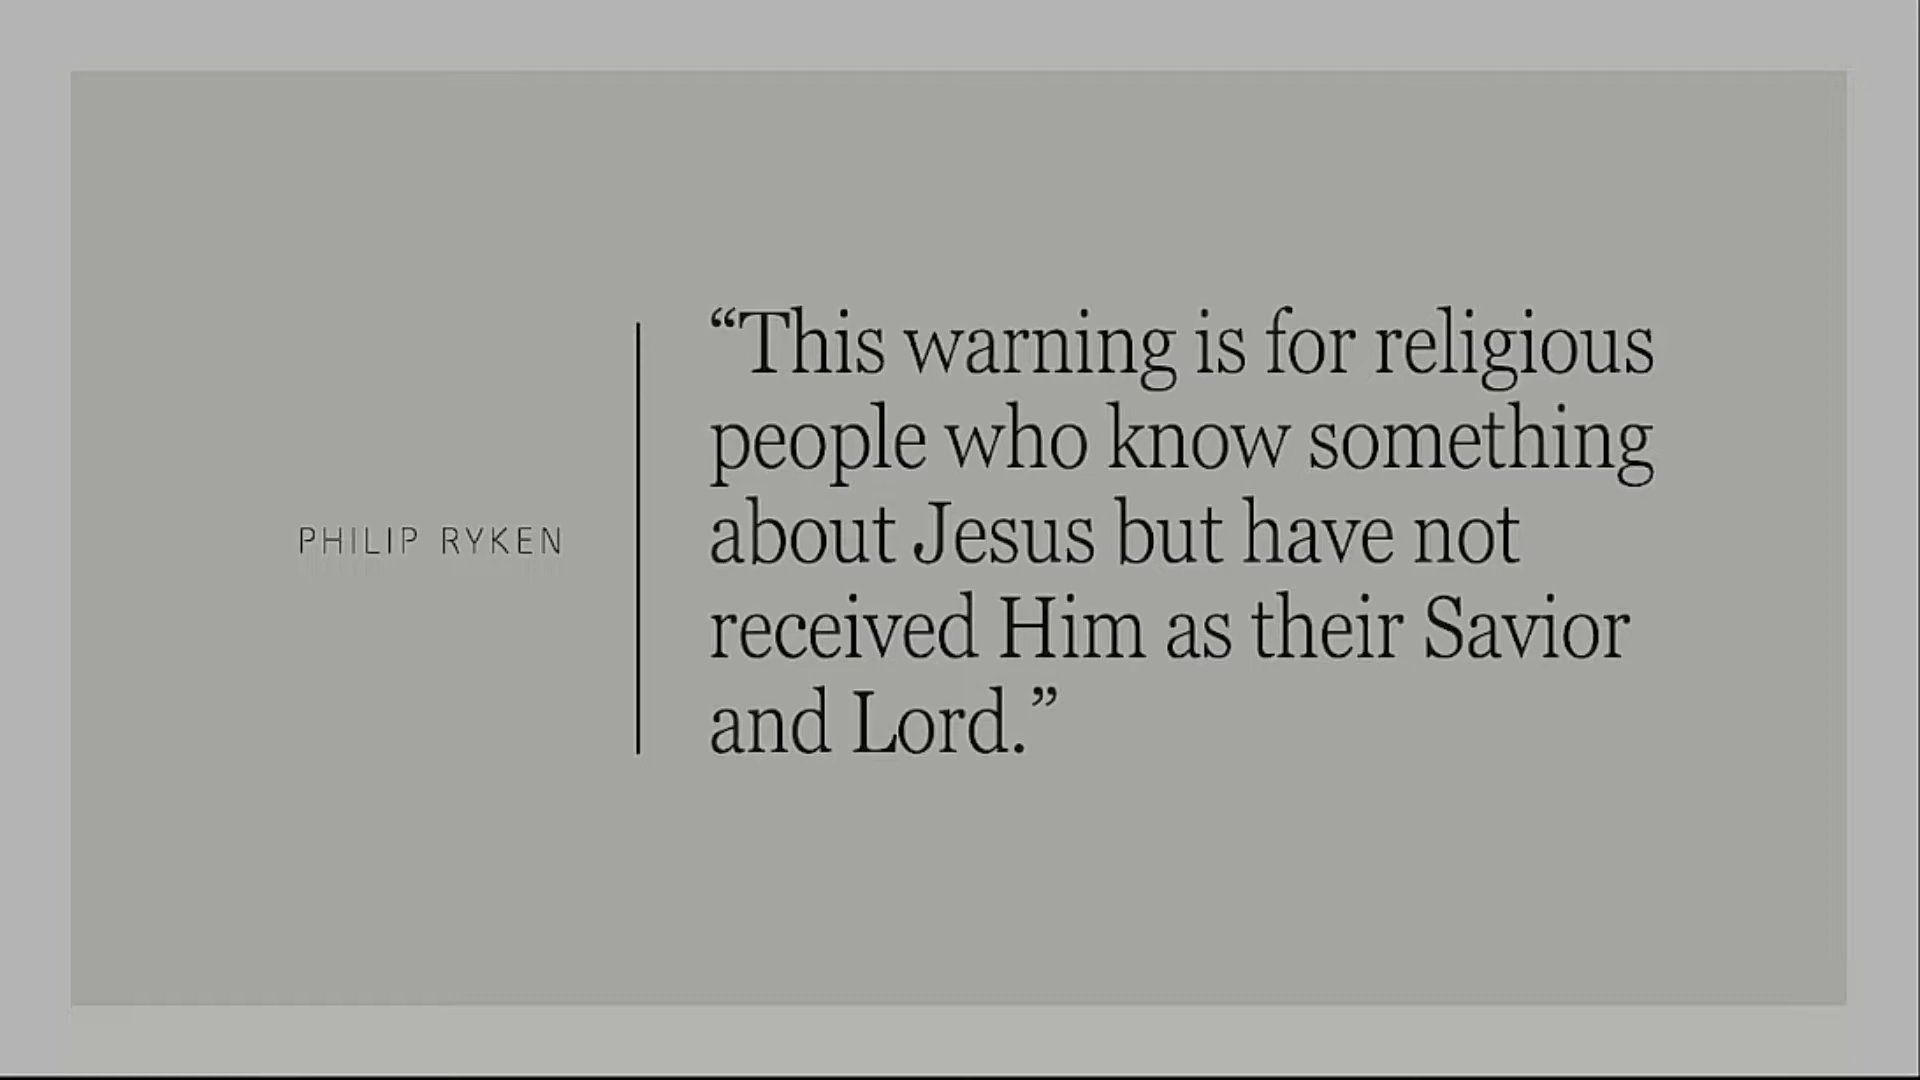 PHILIP RYKEN
“This warning is for religious
people who know something
about Jesus but have not
received Him as their Savior
and Lord.”